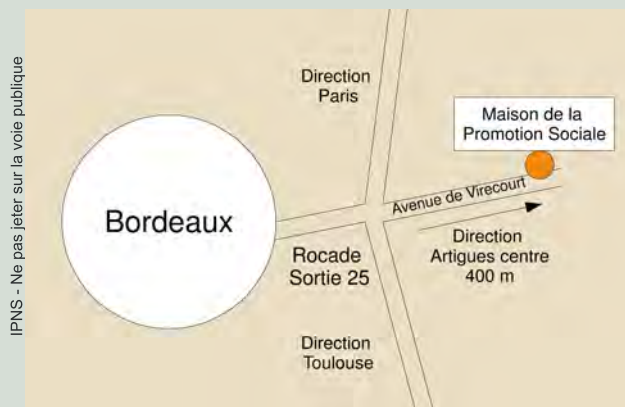 IPNS - Ne pas jeter sur la voie publique
Direction
Paris
Maison de la
Promotion Sociale
Bordeaux
Avenue de Virecourt
Rocade
Sortie 25
Direction
Artigues centre
400 m
Direction
Toulouse